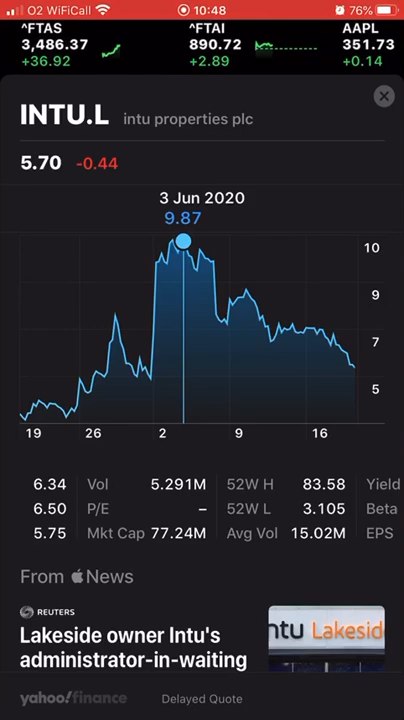 O2 WiFiCall 10:48 76%
^FTAS ^FTAI AAPL
3,486.37 890.72 351.73
+36.92 +2.89 +0.14
INTU.L intu properties plc
5.70 -0.44
3 Jun 2020
9.87
10
9
7
5
19 26 2 9 16
6.34 Vol 5.291M 52W H 83.58 Yield
6.50 P/E – 52W L 3.105 Beta
5.75 Mkt Cap 77.24M Avg Vol 15.02M EPS
From News
REUTERS
Lakeside owner Intu's
administrator-in-waiting
ntu Lakesid
yahoo!finance Delayed Quote